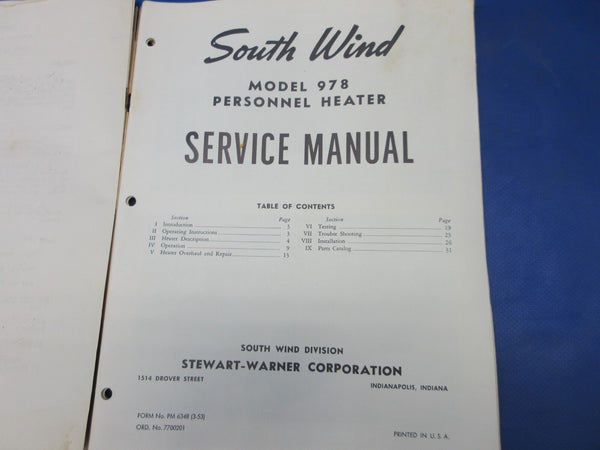 South Wind
MODEL 978
PERSONNEL HEATER
SERVICE MANUAL
TABLE OF CONTENTS
Section Page
I Introduction 3
II Operating Instructions 3
III Heater Description 4
IV Operation 9
V Heater Overhaul and Repair 15
Section Page
VI Testing 19
VII Trouble Shooting 25
VIII Installation 26
IX Parts Catalog 31
SOUTH WIND DIVISION
STEWART-WARNER CORPORATION
1514 DROVER STREET
INDIANAPOLIS, INDIANA
FORM No. PM 6348 (3-53)
ORD. No. 7700201
PRINTED IN U. S. A.